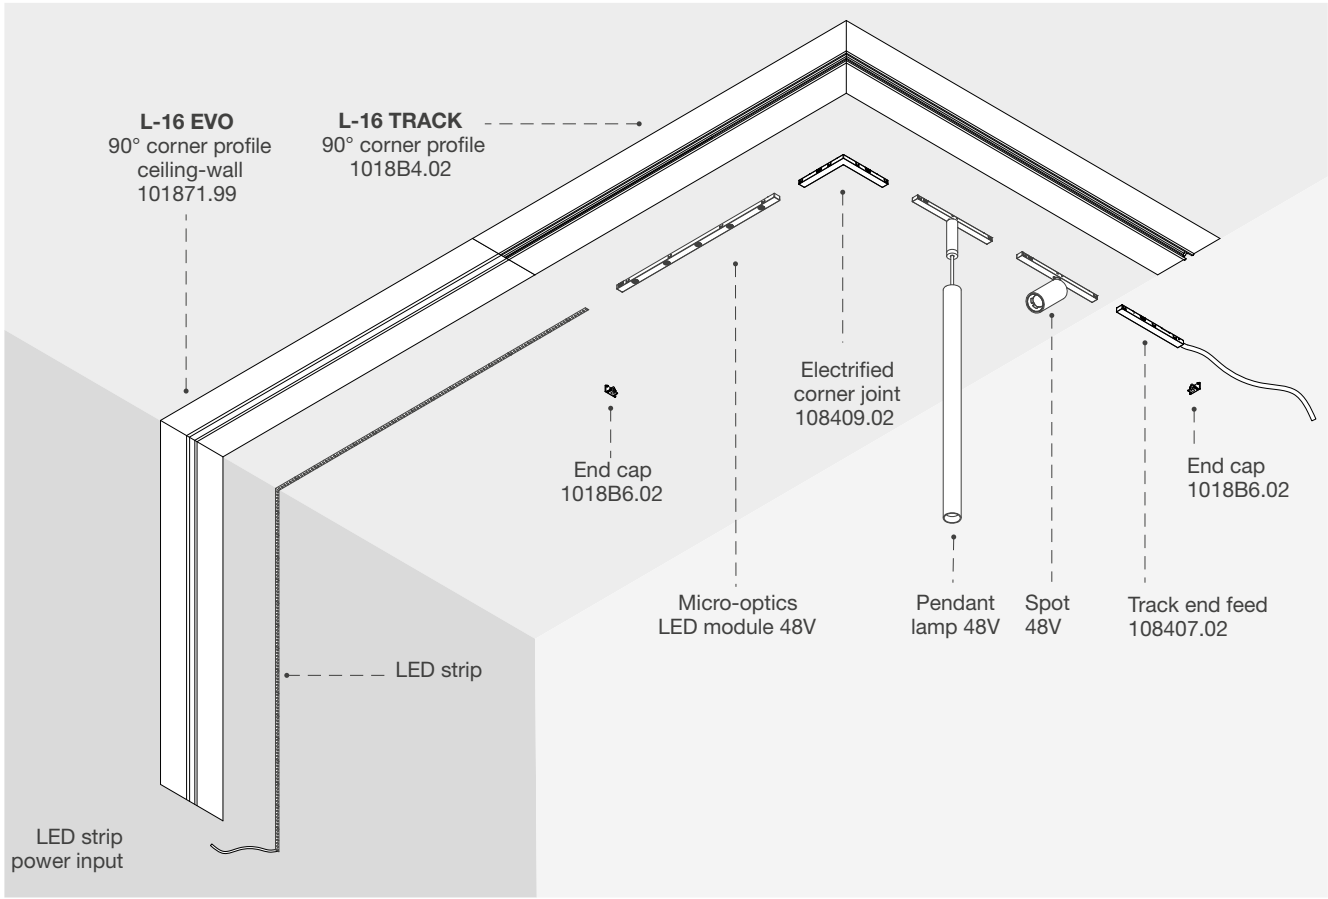 L-16 EVO
90° corner profile
ceiling-wall
101871.99
L-16 TRACK
90° corner profile
1018B4.02
Electrified
corner joint
108409.02
End cap
1018B6.02
End cap
1018B6.02
Micro-optics
LED module 48V
Pendant
lamp 48V
Spot
48V
Track end feed
108407.02
LED strip
LED strip
power input